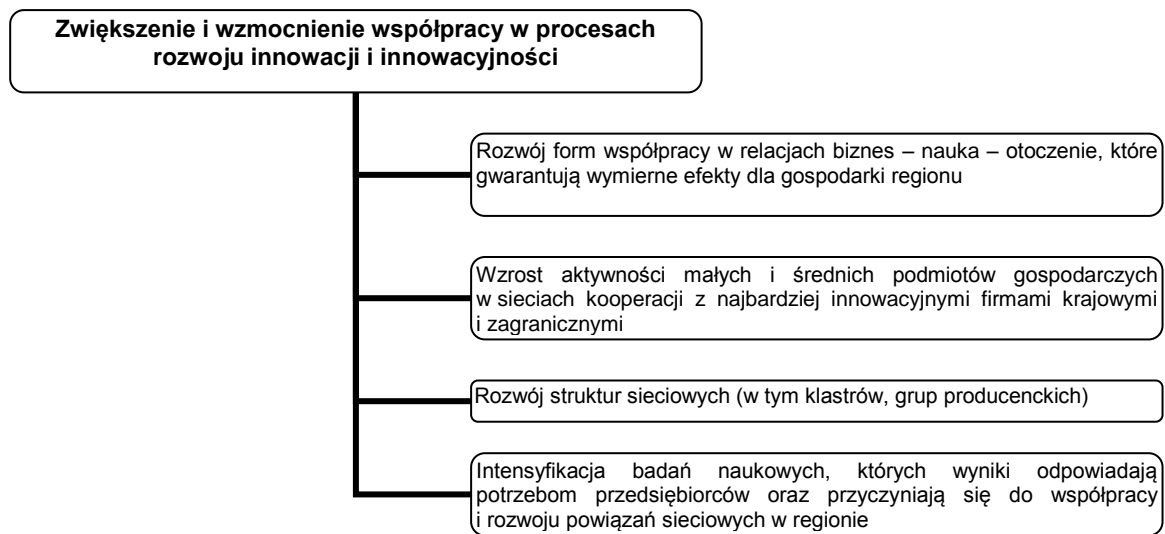 Zwiększenie i wzmocnienie współpracy w procesach
rozwoju innowacji i innowacyjności
Rozwój form współpracy w relacjach biznes – nauka – otoczenie, które
gwarantują wymierne efekty dla gospodarki regionu
Wzrost aktywności małych i średnich podmiotów gospodarczych
w sieciach kooperacji z najbardziej innowacyjnymi firmami krajowymi
i zagranicznymi
Rozwój struktur sieciowych (w tym klastrów, grup producenckich)
Intensyfikacja badań naukowych, których wyniki odpowiadają
potrzebom przedsiębiorców oraz przyczyniają się do współpracy
i rozwoju powiązań sieciowych w regionie